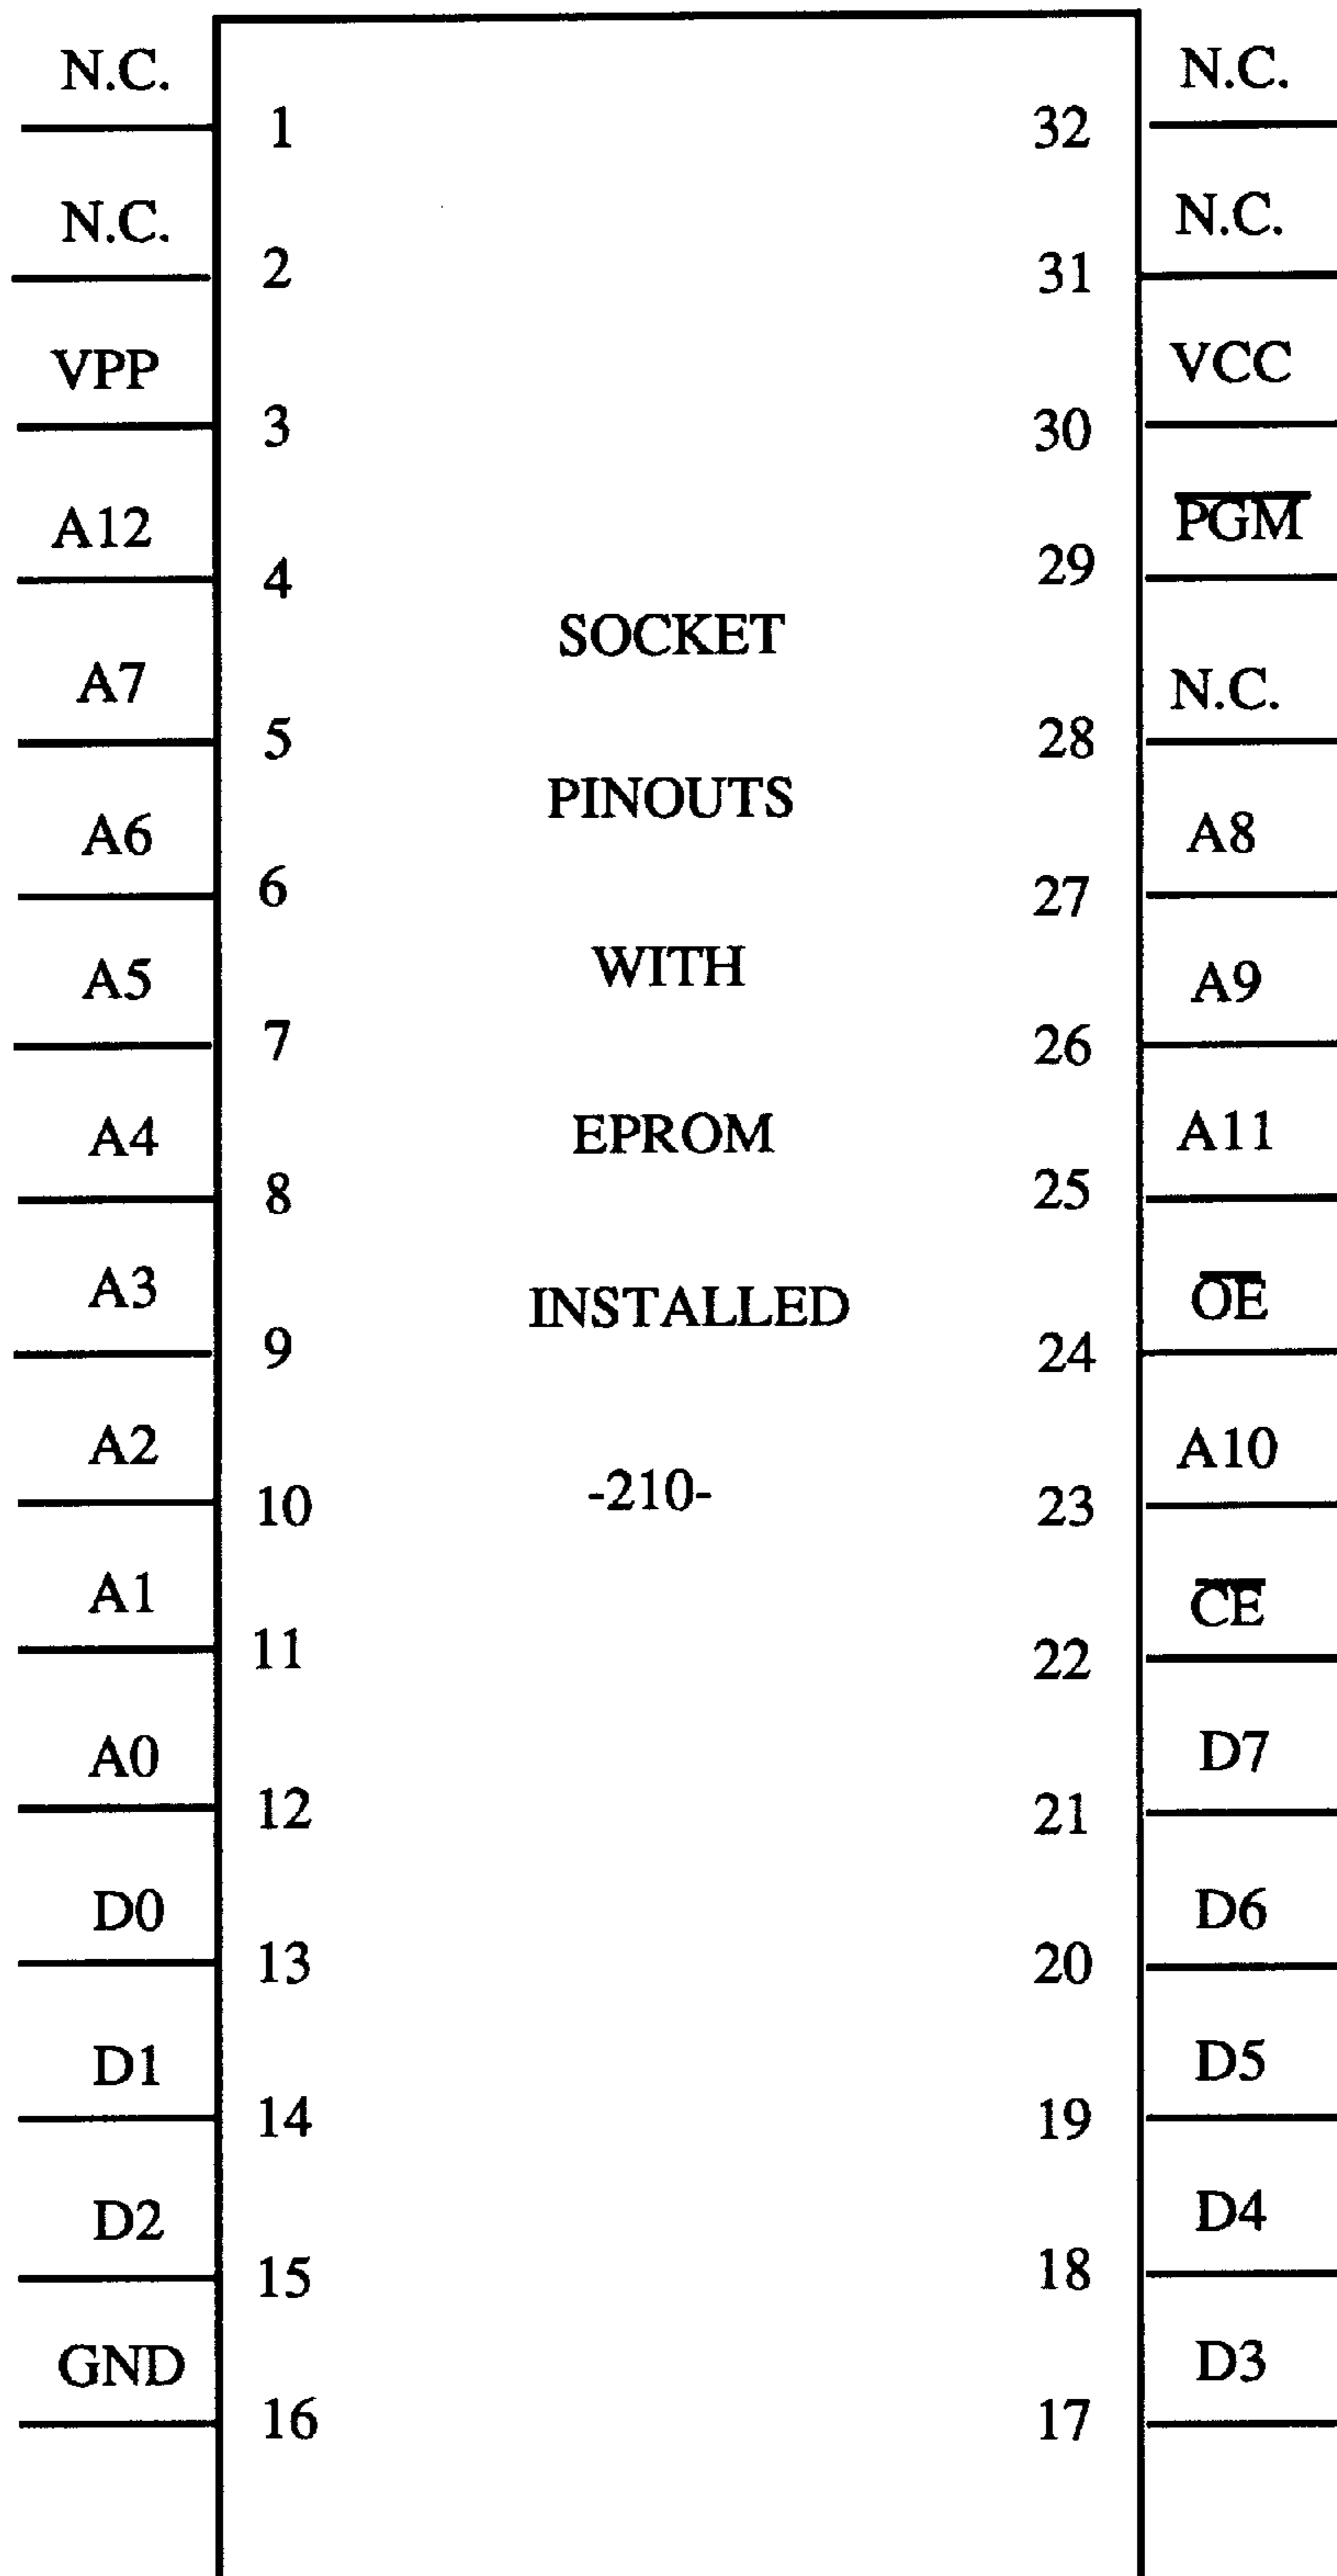 N.C.
1
32
N.C.
N.C.
2
31
N.C.
VPP
3
30
VCC
A12
4
29
P̅G̅M̅
A7
5
28
N.C.
A6
6
27
A8
A5
7
26
A9
A4
8
25
A11
A3
9
24
O̅E̅
A2
10
23
A10
A1
11
22
C̅E̅
A0
12
21
D7
D0
13
20
D6
D1
14
19
D5
D2
15
18
D4
GND
16
17
D3
SOCKET
PINOUTS
WITH
EPROM
INSTALLED
-210-